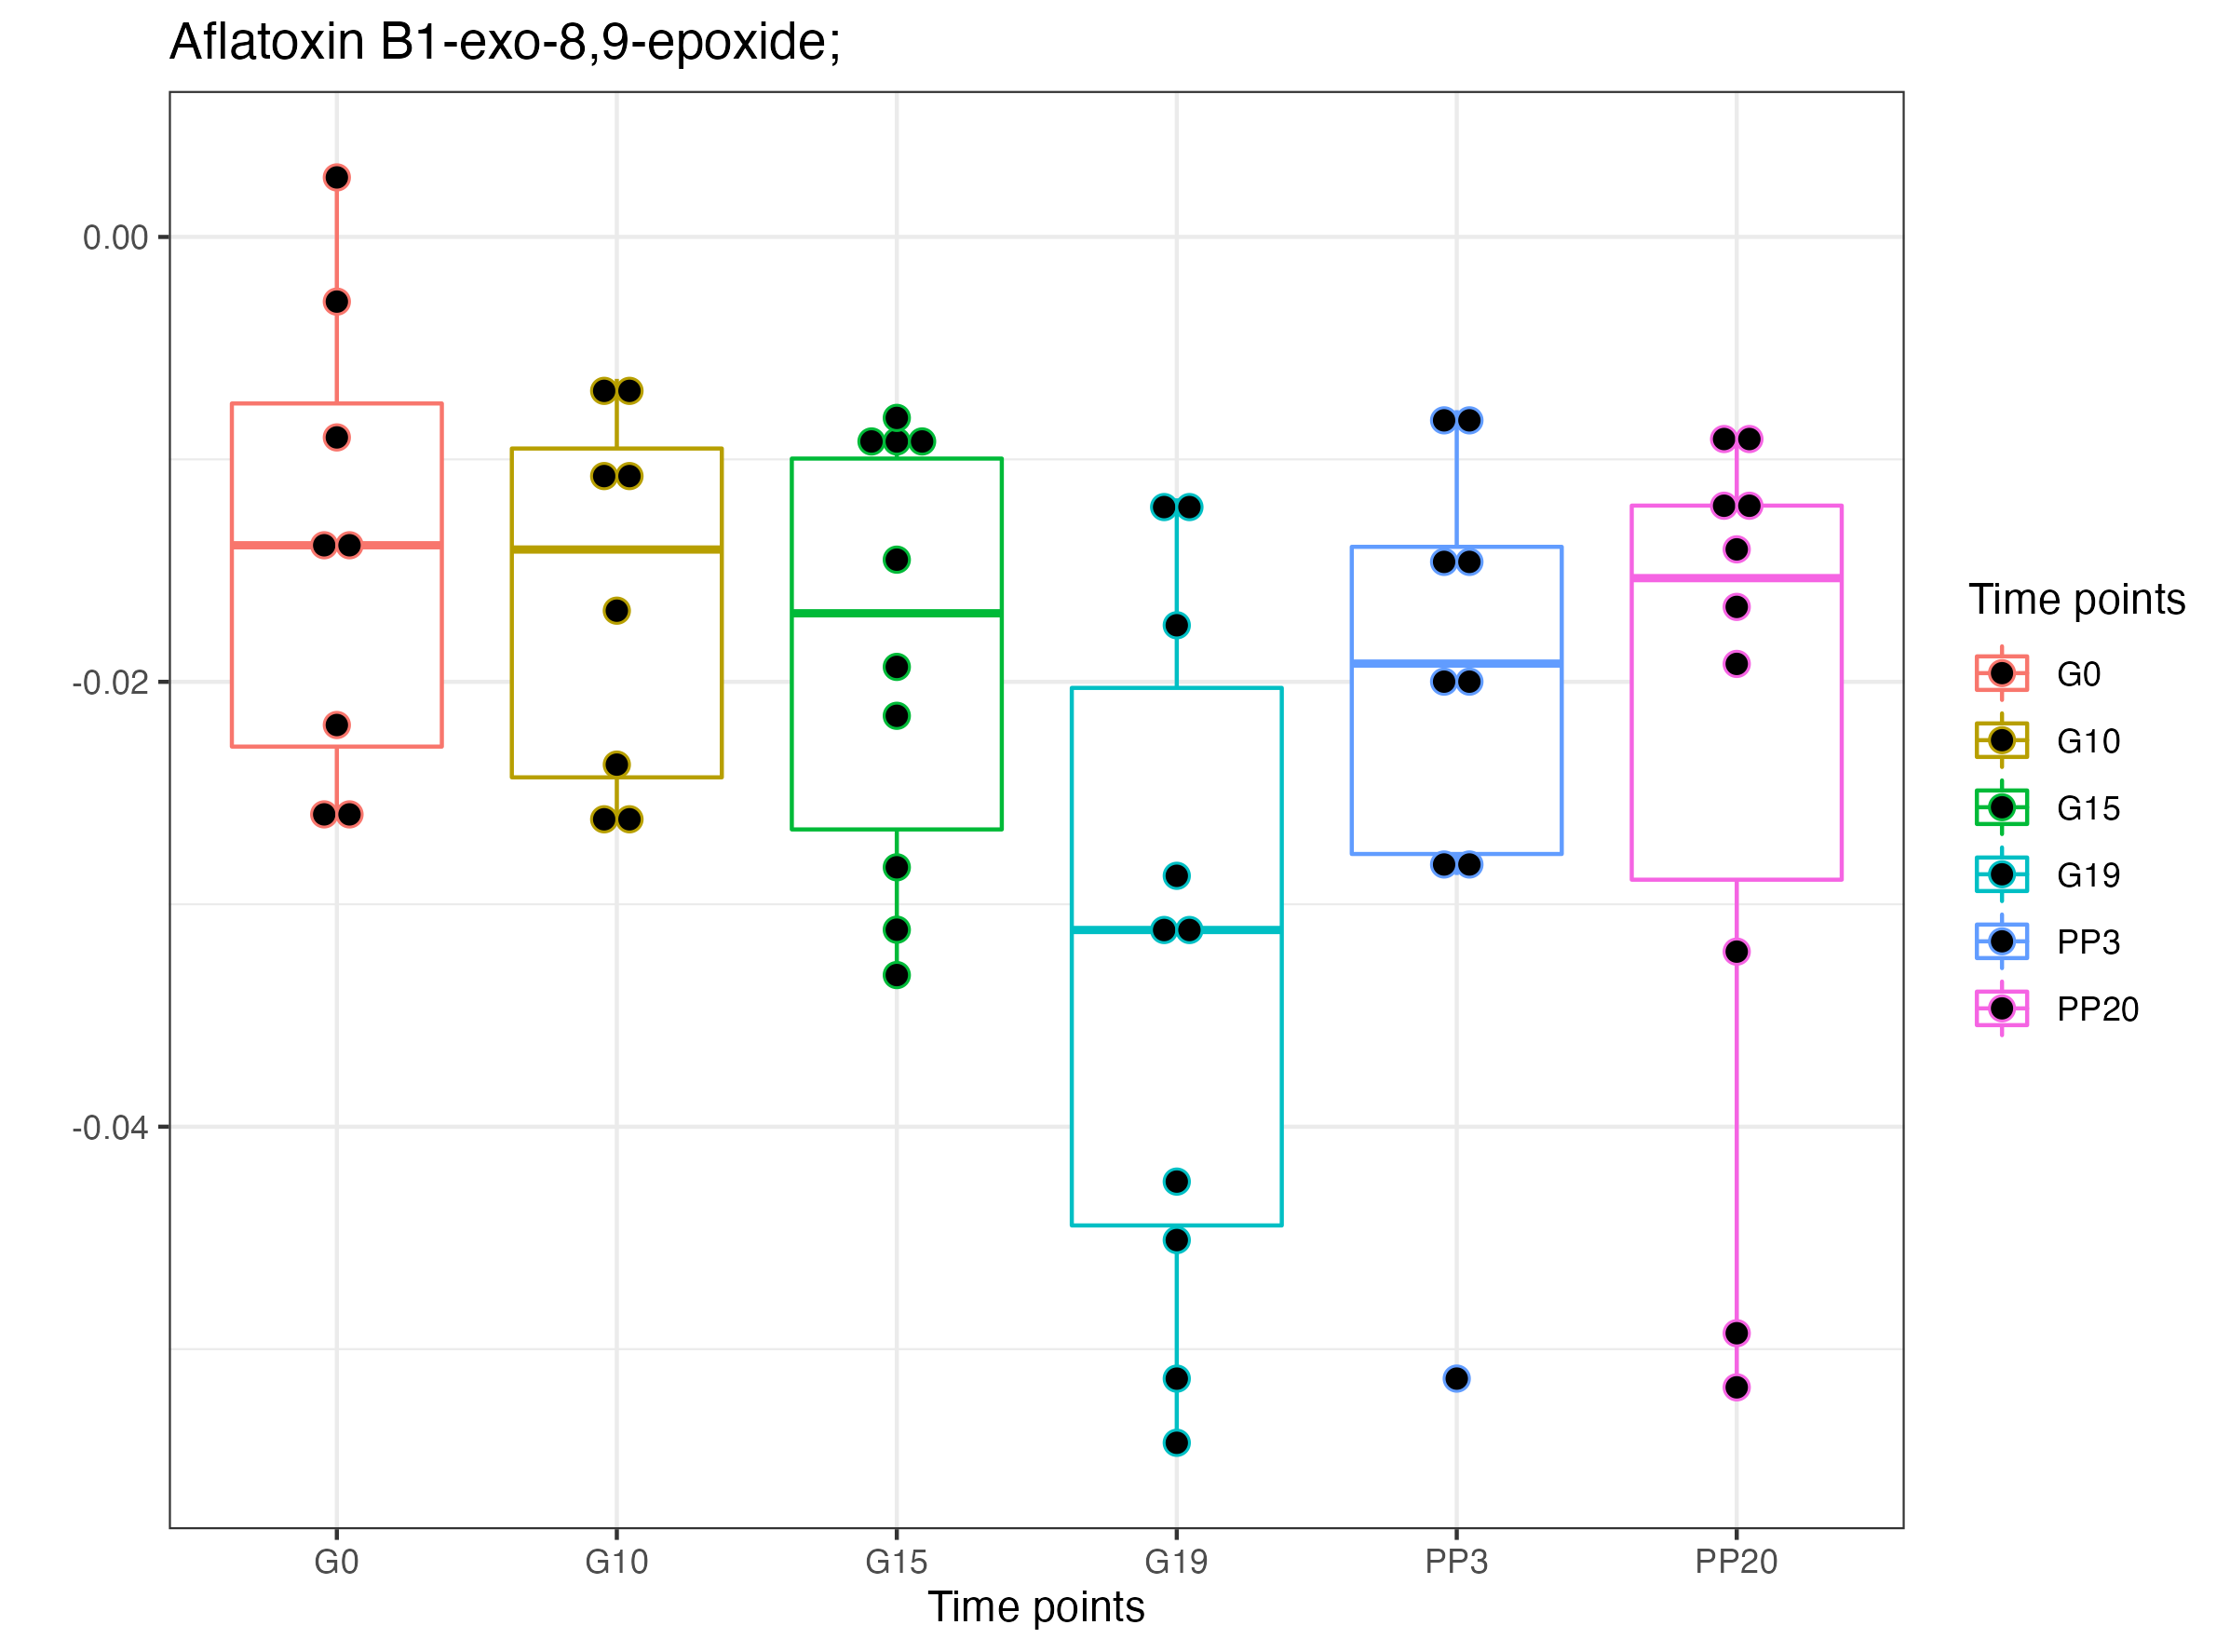 Aflatoxin B1-exo-8,9-epoxide;
0.00
-0.02
-0.04
G0 G10 G15 G19 PP3 PP20
Time points
Time points
G0
G10
G15
G19
PP3
PP20